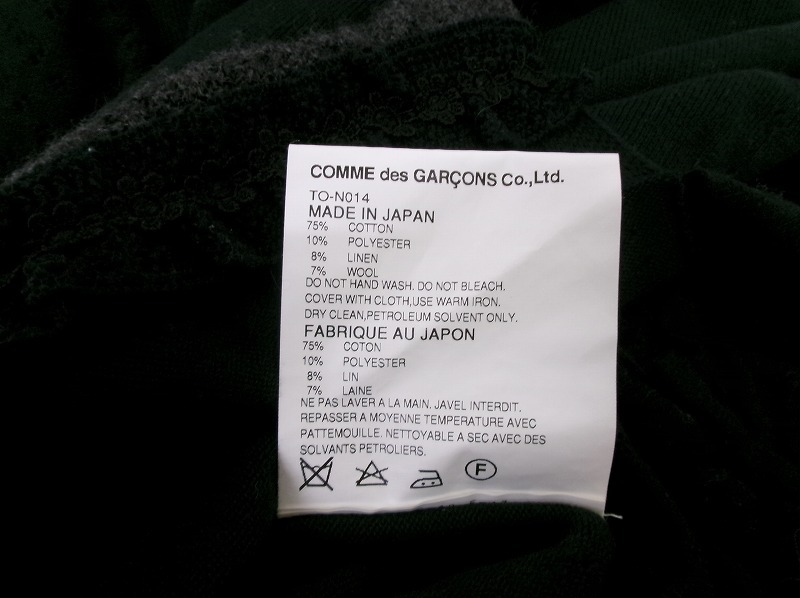 COMME des GARÇONS Co.,Ltd.
TO-N014
MADE IN JAPAN
75% COTTON
10% POLYESTER
8% LINEN
7% WOOL
DO NOT HAND WASH. DO NOT BLEACH.
COVER WITH CLOTH,USE WARM IRON.
DRY CLEAN,PETROLEUM SOLVENT ONLY.
FABRIQUE AU JAPON
75% COTON
10% POLYESTER
8% LIN
7% LAINE
NE PAS LAVER A LA MAIN. JAVEL INTERDIT.
REPASSER A MOYENNE TEMPERATURE AVEC
PATTEMOUILLE. NETTOYABLE A SEC AVEC DES
SOLVANTS PETROLIERS.
F